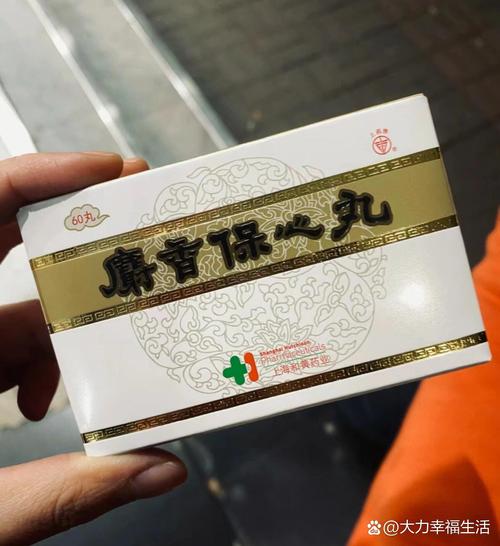 60丸
麝香保心丸
Shanghai Hutchison
Pharmaceuticals
上海和黄药业
@大力幸福生活